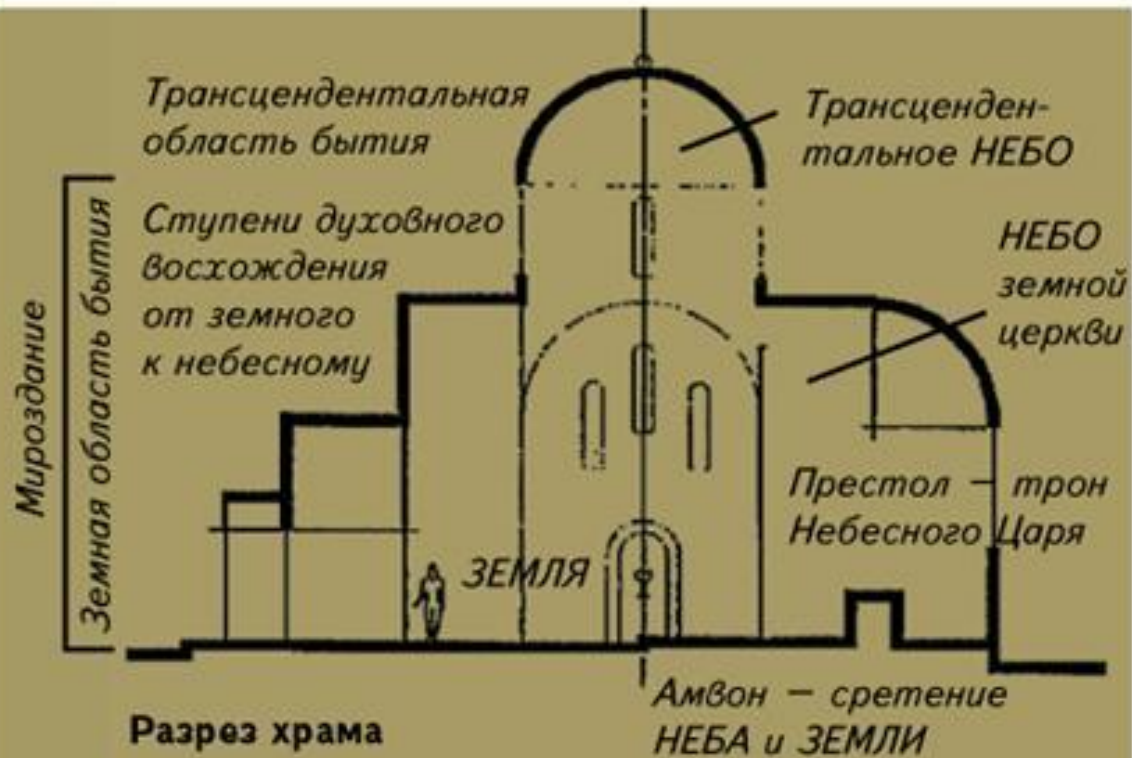 Трансцендентальная
область бытия
Трансценден-
тальное НЕБО
Мироздание
Земная область бытия
Ступени духовного
восхождения
от земного
к небесному
НЕБО
земной
церкви
Престол – трон
Небесного Царя
ЗЕМЛЯ
Амвон – сретение
НЕБА и ЗЕМЛИ
Разрез храма